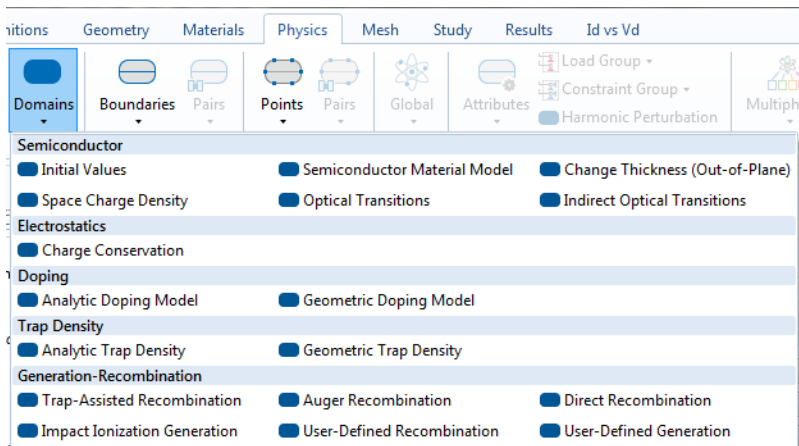 nitions Geometry Materials Physics Mesh Study Results Id vs Vd
Load Group
Constraint Group
Harmonic Perturbation
Domains Boundaries Pairs Points Pairs Global Attributes Multiph
Semiconductor
Initial Values Semiconductor Material Model Change Thickness (Out-of-Plane)
Space Charge Density Optical Transitions Indirect Optical Transitions
Electrostatics
Charge Conservation
Doping
Analytic Doping Model Geometric Doping Model
Trap Density
Analytic Trap Density Geometric Trap Density
Generation-Recombination
Trap-Assisted Recombination Auger Recombination Direct Recombination
Impact Ionization Generation User-Defined Recombination User-Defined Generation